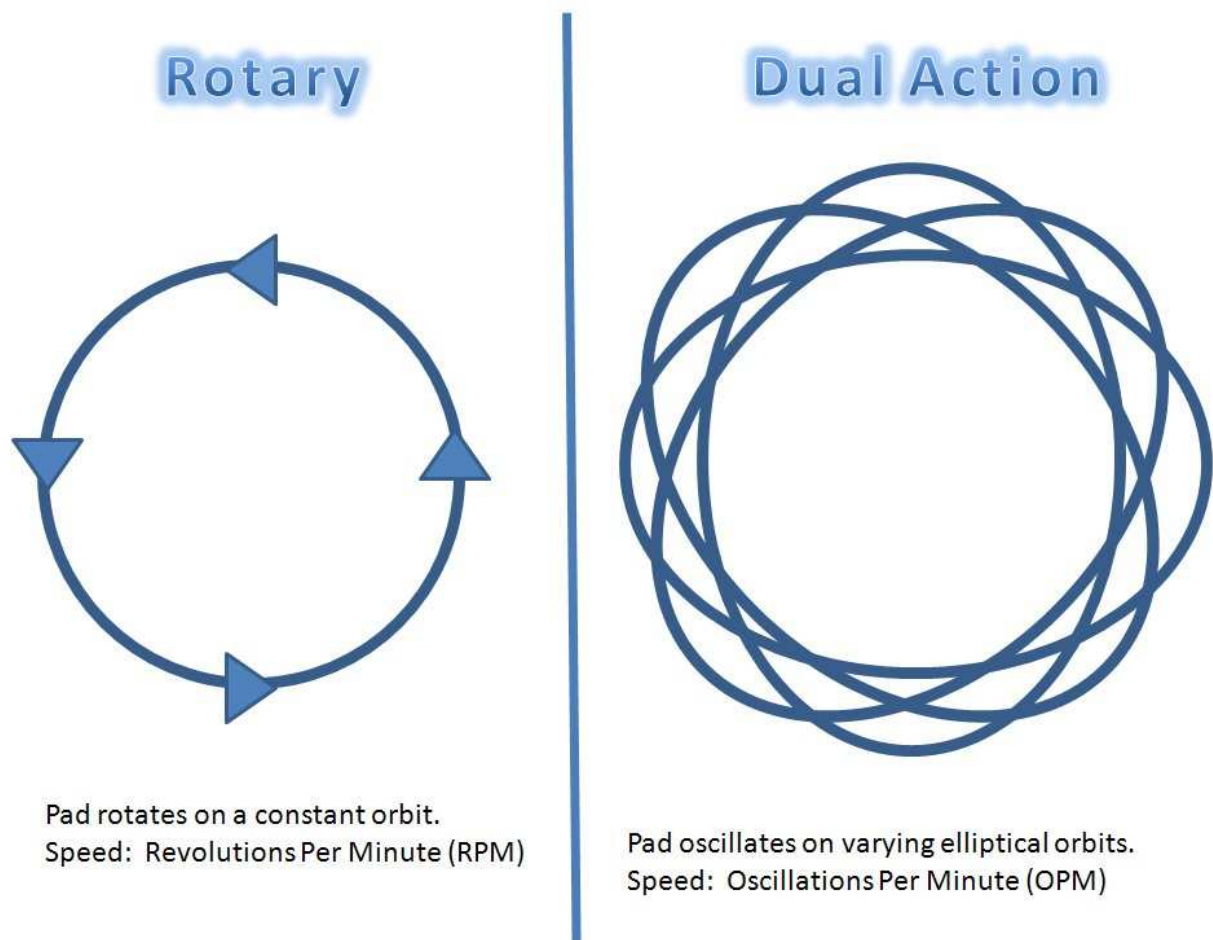 Rotary
Pad rotates on a constant orbit.
Speed: Revolutions Per Minute (RPM)
Dual Action
Pad oscillates on varying elliptical orbits.
Speed: Oscillations Per Minute (OPM)